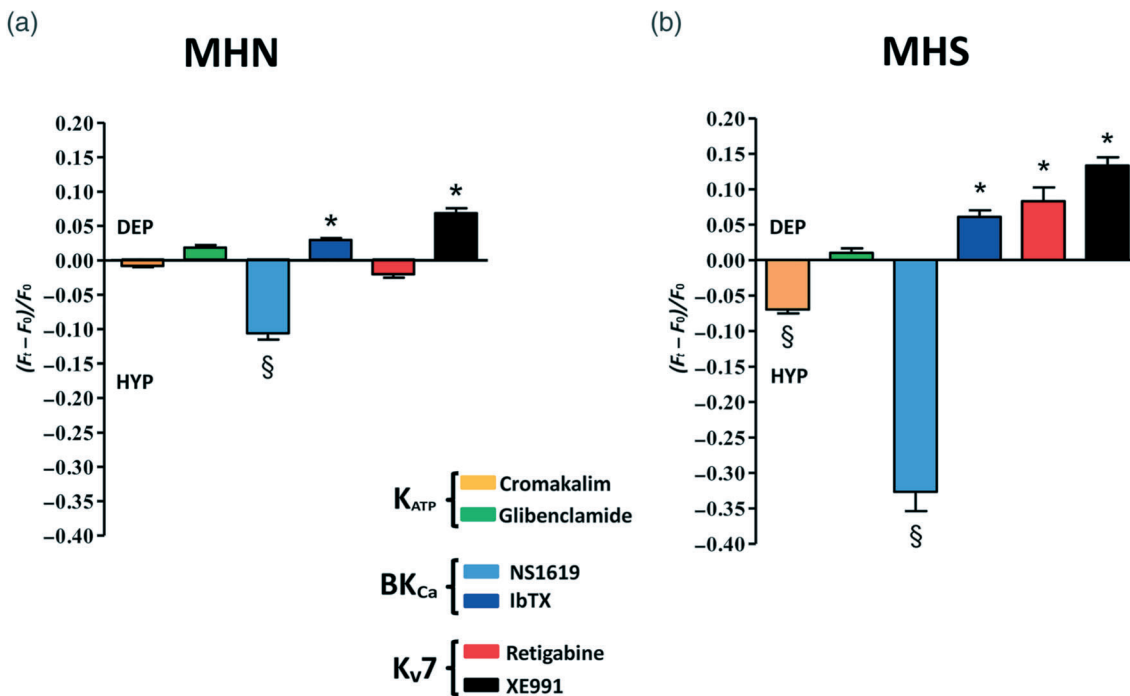 (a)
MHN
0.20
0.15
0.10
0.05
0.00
−0.05
−0.10
−0.15
−0.20
−0.25
−0.30
−0.35
−0.40
(Ft − F0)/F0
DEP
HYP
*
*
§
(b)
MHS
0.20
0.15
0.10
0.05
0.00
−0.05
−0.10
−0.15
−0.20
−0.25
−0.30
−0.35
−0.40
(Ft − F0)/F0
DEP
HYP
*
*
*
§
§
KATP
Cromakalim
Glibenclamide
BKCa
NS1619
IbTX
KV7
Retigabine
XE991